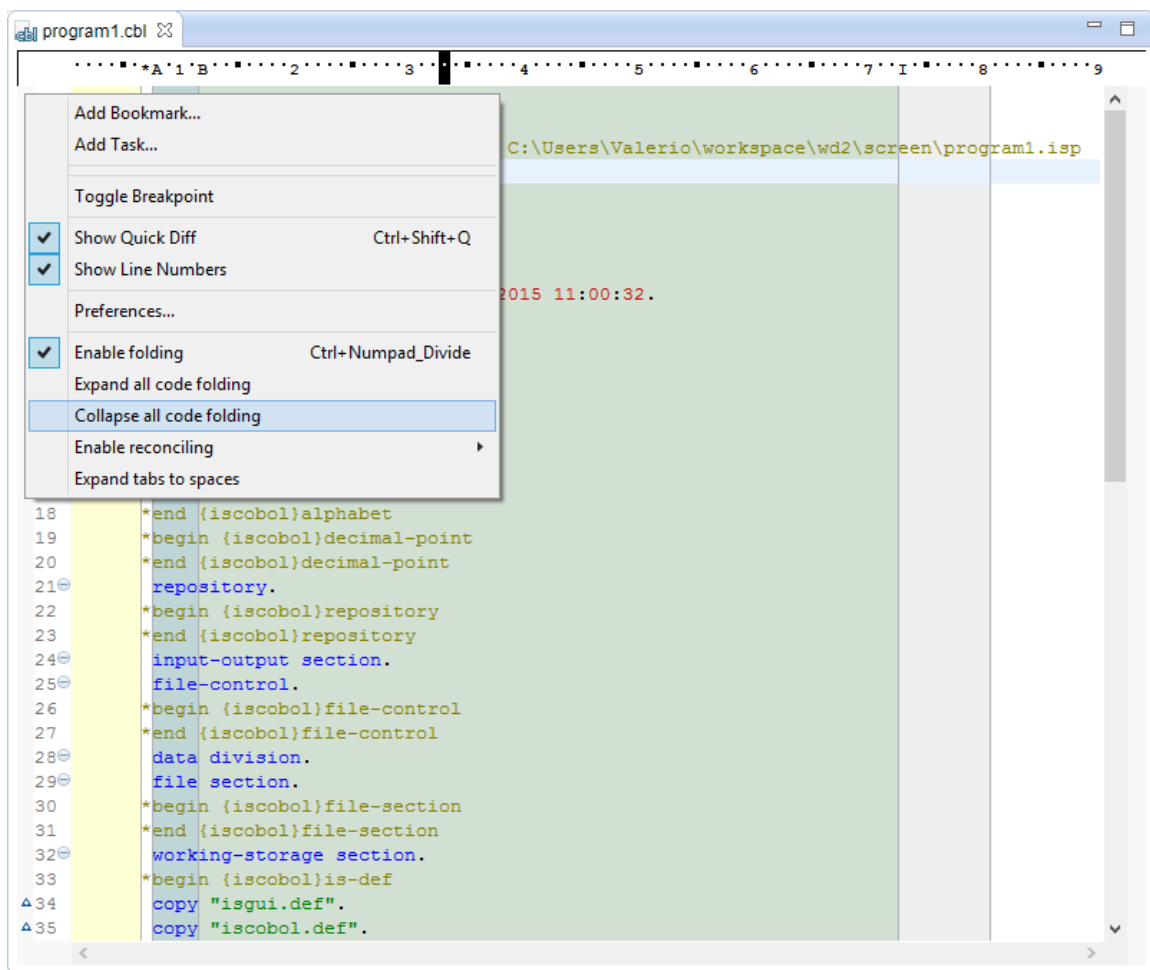 program1.cbl
*A 1 B 2 3 4 5 6 7 I 8 9
Add Bookmark...
Add Task...
C:\Users\Valerio\workspace\wd2\screen\program1.isp
Toggle Breakpoint
Show Quick Diff Ctrl+Shift+Q
Show Line Numbers
2015 11:00:32.
Preferences...
Enable folding Ctrl+Numpad_Divide
Expand all code folding
Collapse all code folding
Enable reconciling
Expand tabs to spaces
18 *end {iscobol}alphabet
19 *begin {iscobol}decimal-point
20 *end {iscobol}decimal-point
21 repository.
22 *begin {iscobol}repository
23 *end {iscobol}repository
24 input-output section.
25 file-control.
26 *begin {iscobol}file-control
27 *end {iscobol}file-control
28 data division.
29 file section.
30 *begin {iscobol}file-section
31 *end {iscobol}file-section
32 working-storage section.
33 *begin {iscobol}is-def
34 copy "isgui.def".
35 copy "iscobol.def".